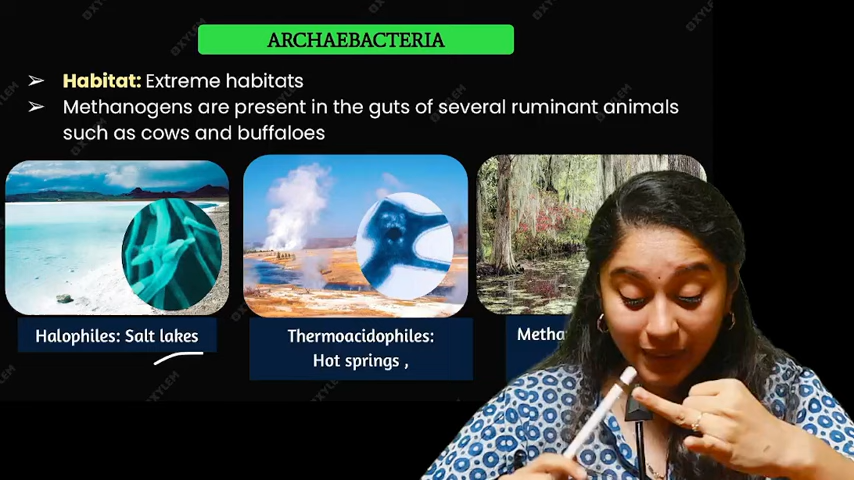 ARCHAEBACTERIA
➢ Habitat: Extreme habitats
➢ Methanogens are present in the guts of several ruminant animals
such as cows and buffaloes
Halophiles: Salt lakes
Thermoacidophiles:
Hot springs ,
OXYLEM